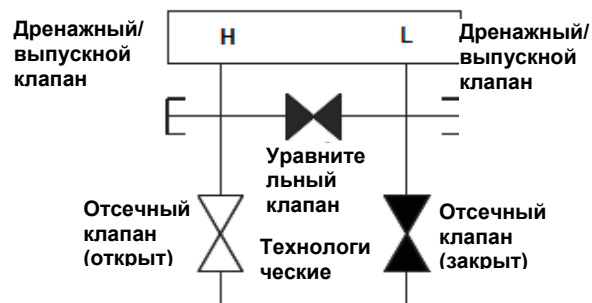 Дренажный/
выпускной
клапан
H
L
Дренажный/
выпускной
клапан
Уравните
льный
клапан
Отсечный
клапан
(открыт)
Технологи
ческие
Отсечный
клапан
(закрыт)